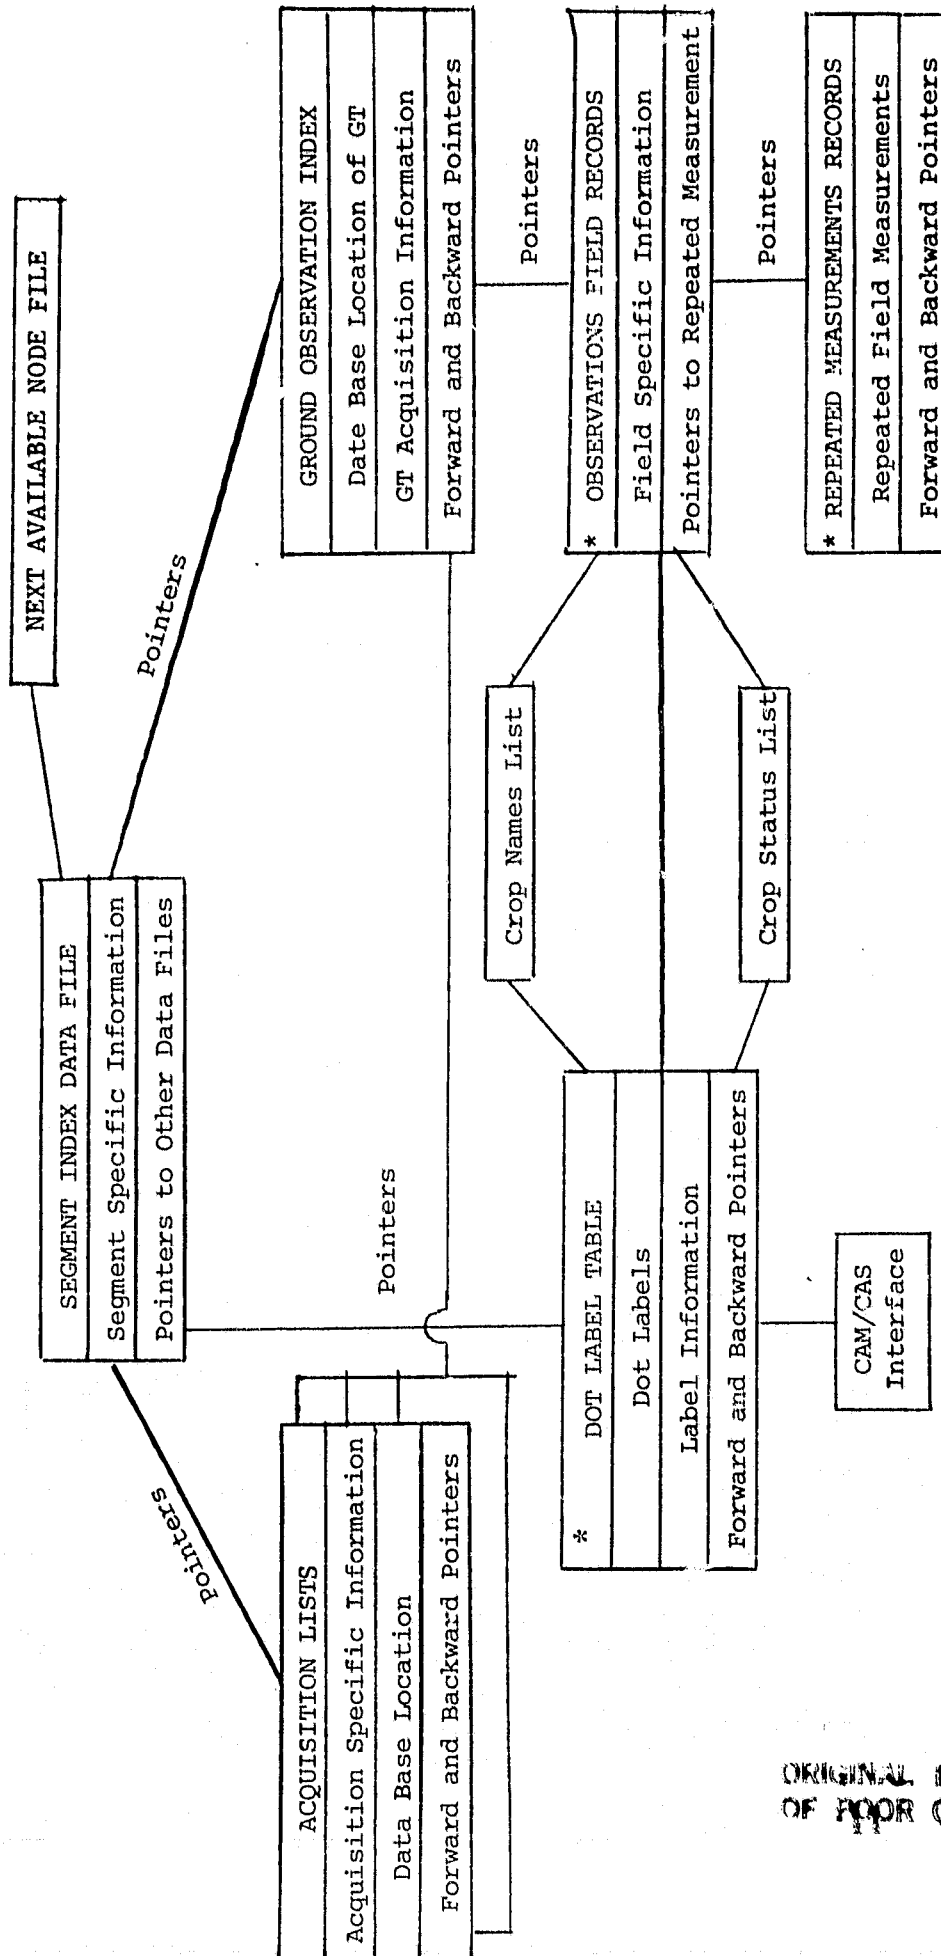 NEXT AVAILABLE NODE FILE
SEGMENT INDEX DATA FILE
Segment Specific Information
Pointers to Other Data Files
Pointers
Pointers
Pointers
ACQUISITION LISTS
Acquisition Specific Information
Data Base Location
Forward and Backward Pointers
GROUND OBSERVATION INDEX
Date Base Location of GT
GT Acquisition Information
Forward and Backward Pointers
Pointers
Crop Names List
* DOT LABEL TABLE
Dot Labels
Label Information
Forward and Backward Pointers
* OBSERVATIONS FIELD RECORDS
Field Specific Information
Pointers to Repeated Measurement
Crop Status List
Pointers
CAM/CAS
Interface
* REPEATED MEASUREMENTS RECORDS
Repeated Field Measurements
Forward and Backward Pointers
ORIGINAL
OF POOR